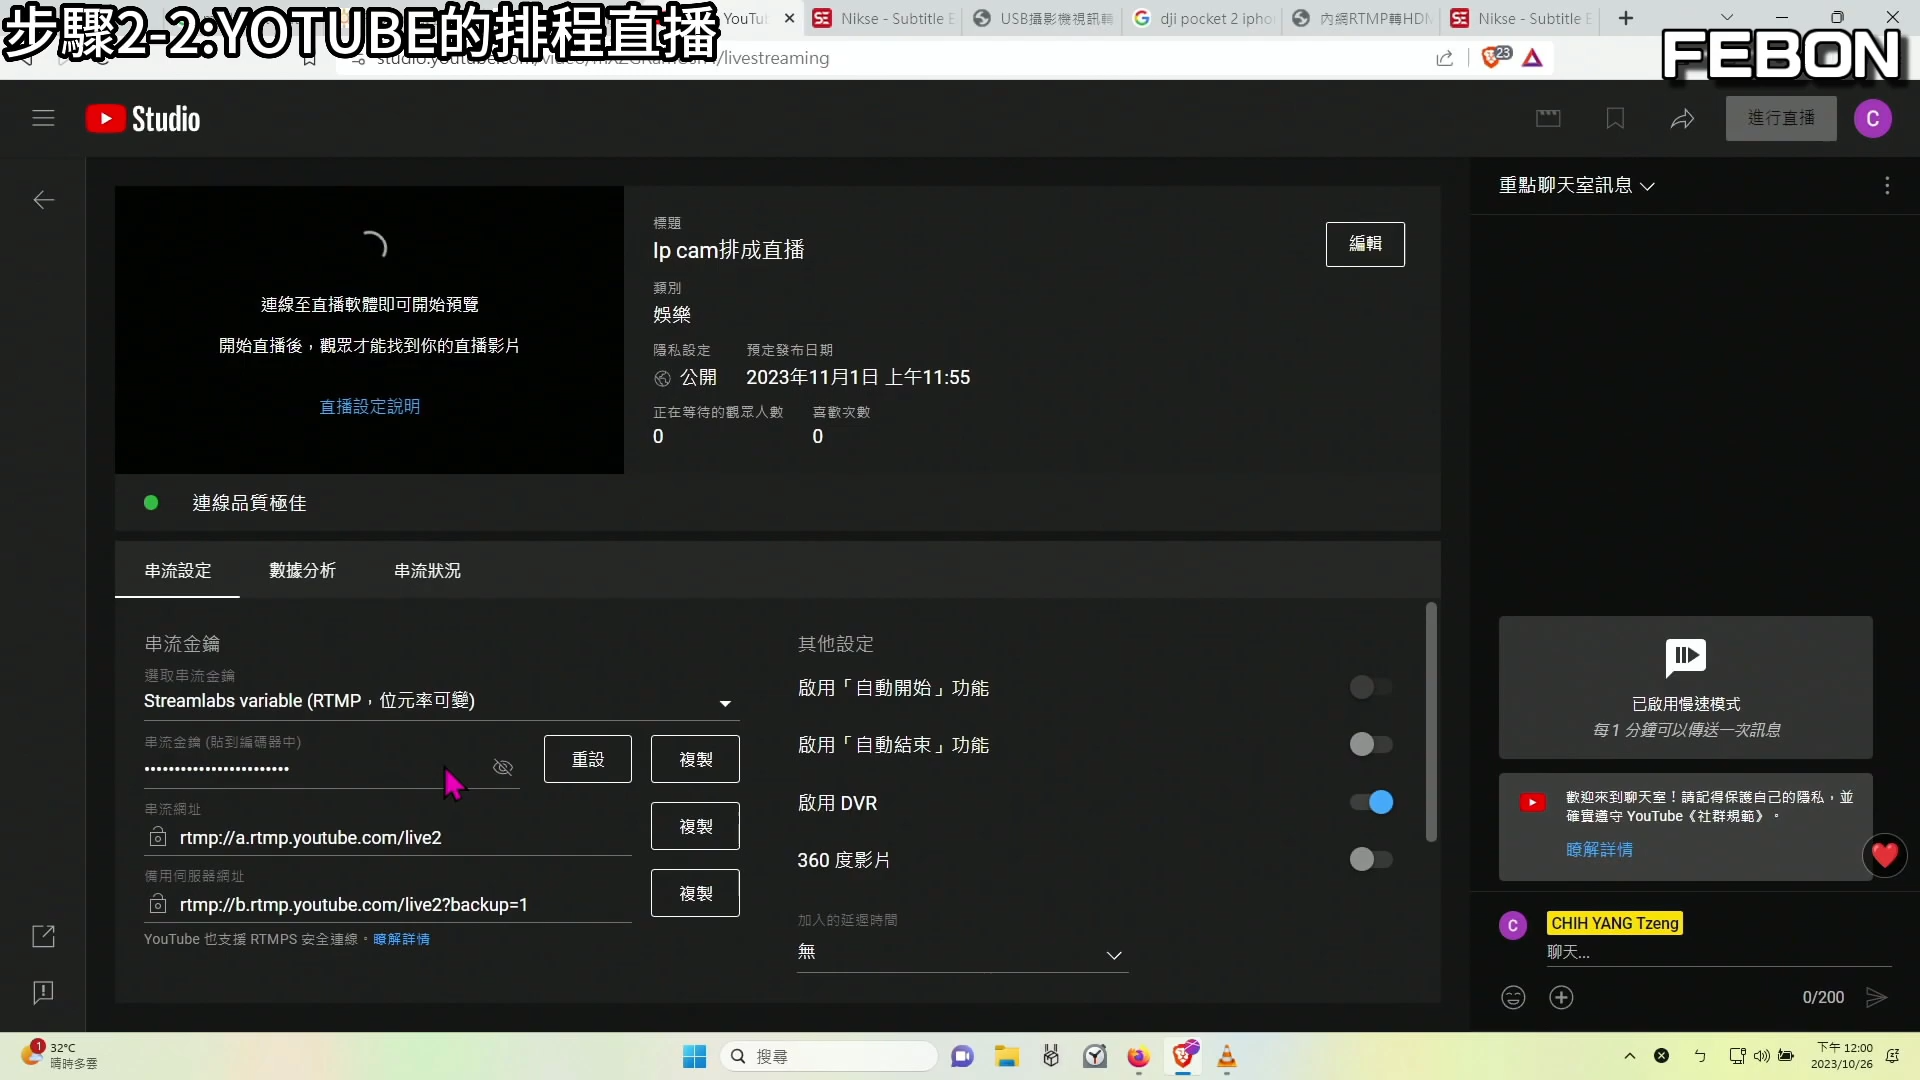 步驟2-2:YOTUBE的排程直播
YouTub
Nikse - Subtitle E
USB攝影機視訊轉
dji pocket 2 ipho
內網RTMP轉HDM
Nikse - Subtitle E
/livestreaming
23
FEBON
Studio
進行直播
C
連線至直播軟體即可開始預覽
開始直播後,觀眾才能找到你的直播影片
直播設定說明
標題
Ip cam排成直播
編輯
類別
娛樂
隱私設定
預定發布日期
公開
2023年11月1日 上午11:55
正在等待的觀眾人數
喜歡次數
0
0
連線品質極佳
串流設定
數據分析
串流狀況
串流金鑰
選取串流金鑰
Streamlabs variable (RTMP,位元率可變)
串流金鑰 (貼到編碼器中)
••••••••••••••••••••••••
重設
複製
串流網址
rtmp://a.rtmp.youtube.com/live2
複製
備用伺服器網址
rtmp://b.rtmp.youtube.com/live2?backup=1
複製
YouTube 也支援 RTMPS 安全連線。瞭解詳情
其他設定
啟用「自動開始」功能
啟用「自動結束」功能
啟用 DVR
360 度影片
加入的延遲時間
無
重點聊天室訊息
已啟用慢速模式
每 1 分鐘可以傳送一次訊息
歡迎來到聊天室!請記得保護自己的隱私,並
確實遵守 YouTube《社群規範》。
瞭解詳情
C
CHIH YANG Tzeng
聊天...
0/200
1
32°C
晴時多雲
搜尋
下午 12:00
2023/10/26